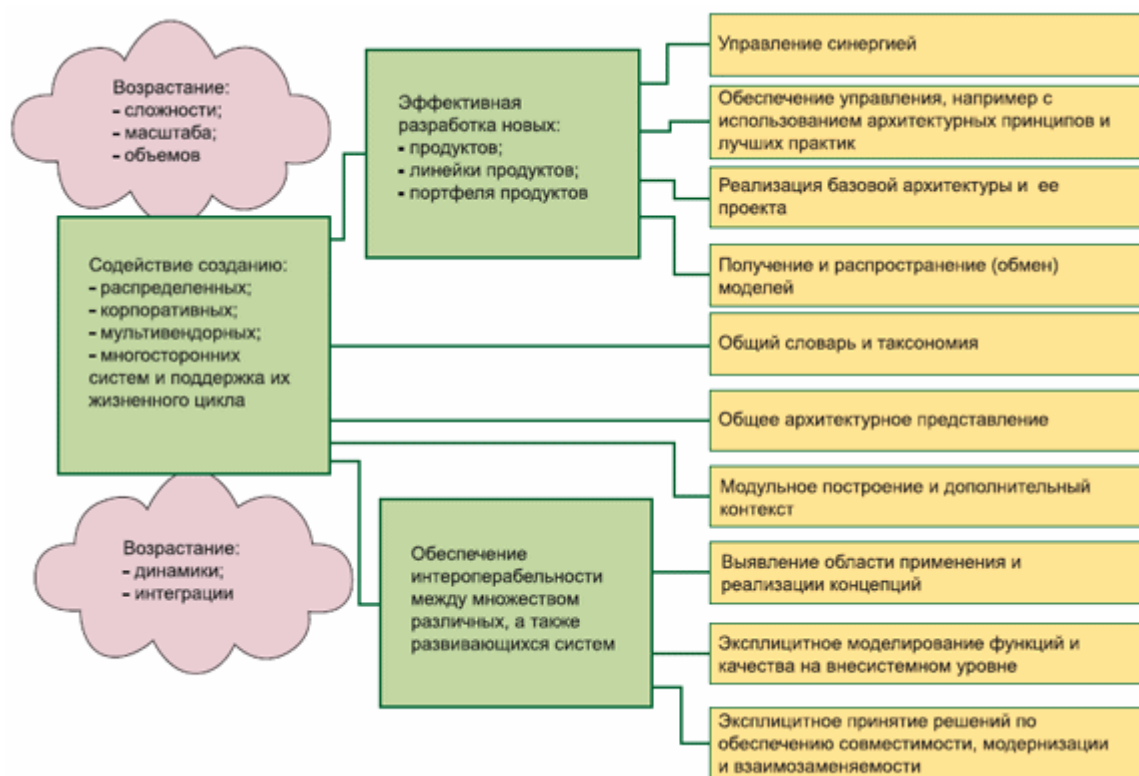 Возрастание:
- сложности;
- масштаба;
- объемов
Содействие созданию:
- распределенных;
- корпоративных;
- мультивендорных;
- многосторонних
систем и поддержка их
жизненного цикла
Возрастание:
- динамики;
- интеграции
Эффективная
разработка новых:
- продуктов;
- линейки продуктов;
- портфеля продуктов
Обеспечение
интероперабельности
между множеством
различных, а также
развивающихся систем
Управление синергией
Обеспечение управления, например с
использованием архитектурных принципов и
лучших практик
Реализация базовой архитектуры и ее
проекта
Получение и распространение (обмен)
моделей
Общий словарь и таксономия
Общее архитектурное представление
Модульное построение и дополнительный
контекст
Выявление области применения и
реализации концепций
Эксплицитное моделирование функций и
качества на внесистемном уровне
Эксплицитное принятие решений по
обеспечению совместимости, модернизации
и взаимозаменяемости